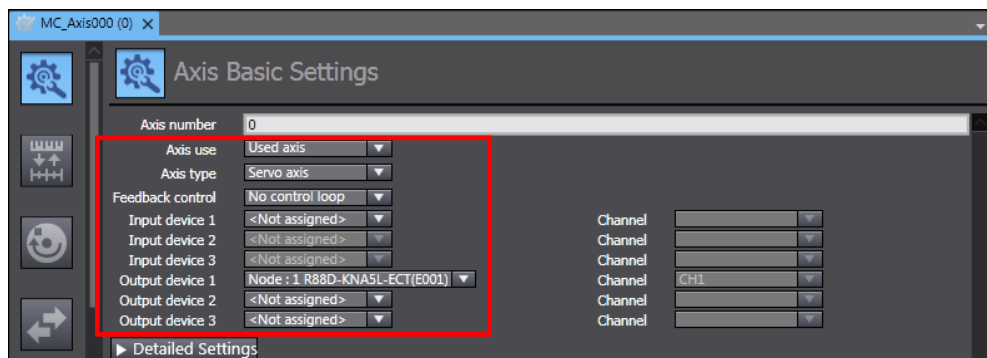 MC_Axis000 (0) ×
Axis Basic Settings
Axis number 0
Axis use Used axis
Axis type Servo axis
Feedback control No control loop
Input device 1 <Not assigned> Channel
Input device 2 <Not assigned> Channel
Input device 3 <Not assigned> Channel
Output device 1 Node : 1 R88D-KNA5L-ECT(E001) Channel CH1
Output device 2 <Not assigned> Channel
Output device 3 <Not assigned> Channel
▶ Detailed Settings